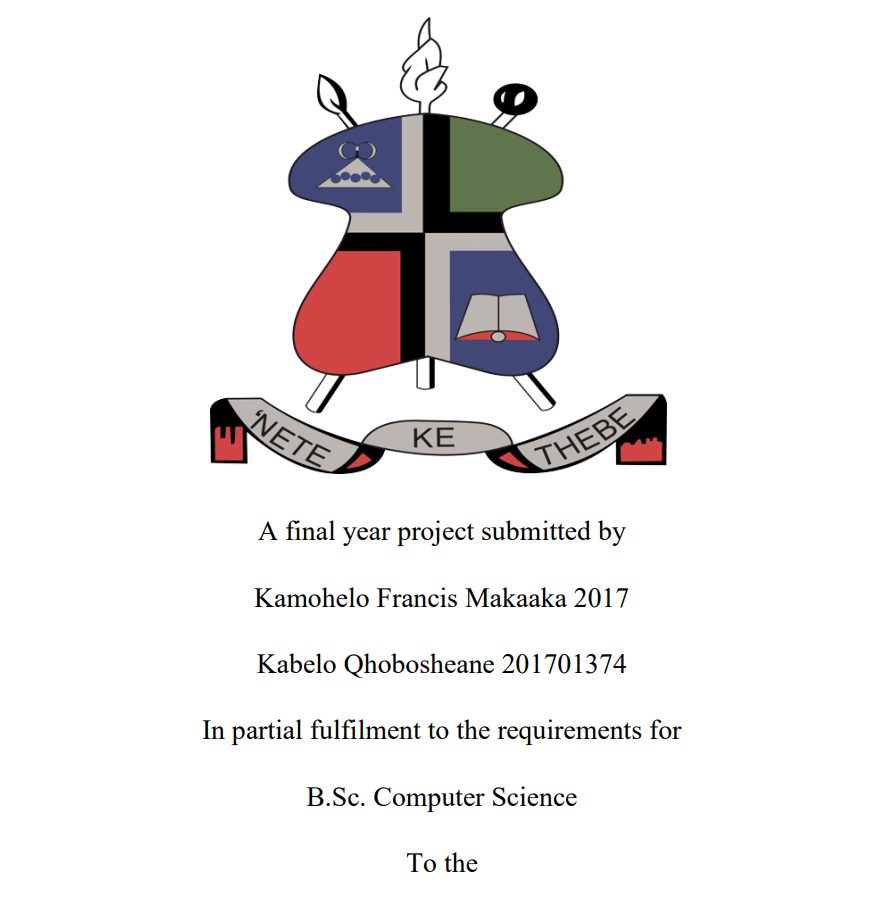 ‘NETE KE THEBE
A final year project submitted by
Kamohelo Francis Makaaka 2017
Kabelo Qhobosheane 201701374
In partial fulfilment to the requirements for
B.Sc. Computer Science
To the